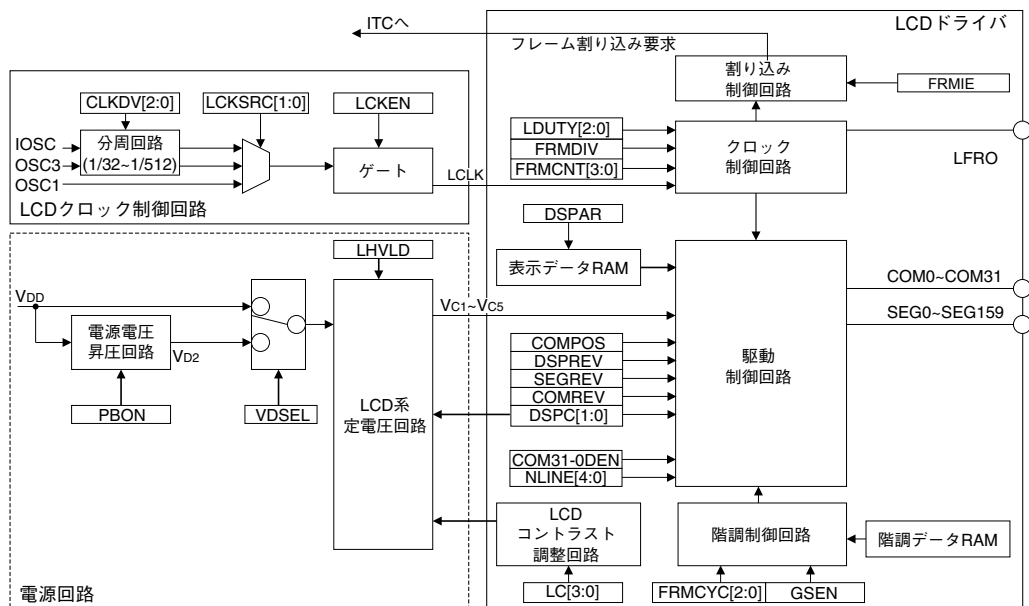 LCDドライバ
ITCへ
フレーム割り込み要求
割り込み
制御回路
FRMIE
CLKDV[2:0]
LCKSRC[1:0]
LCKEN
IOSC
OSC3
OSC1
分周回路
(1/32~1/512)
ゲート
LCLK
LCDクロック制御回路
LDUTY[2:0]
FRMDIV
FRMCNT[3:0]
クロック
制御回路
LFRO
DSPAR
表示データRAM
LHVLD
VDD
電源電圧
昇圧回路
VD2
PBON
VDSEL
LCD系
定電圧回路
VC1~VC5
COMPOS
DSPREV
SEGREV
COMREV
DSPC[1:0]
COM31-0DEN
NLINE[4:0]
駆動
制御回路
COM0~COM31
SEG0~SEG159
LCD
コントラスト
調整回路
LC[3:0]
階調制御回路
階調データRAM
FRMCYC[2:0]
GSEN
電源回路